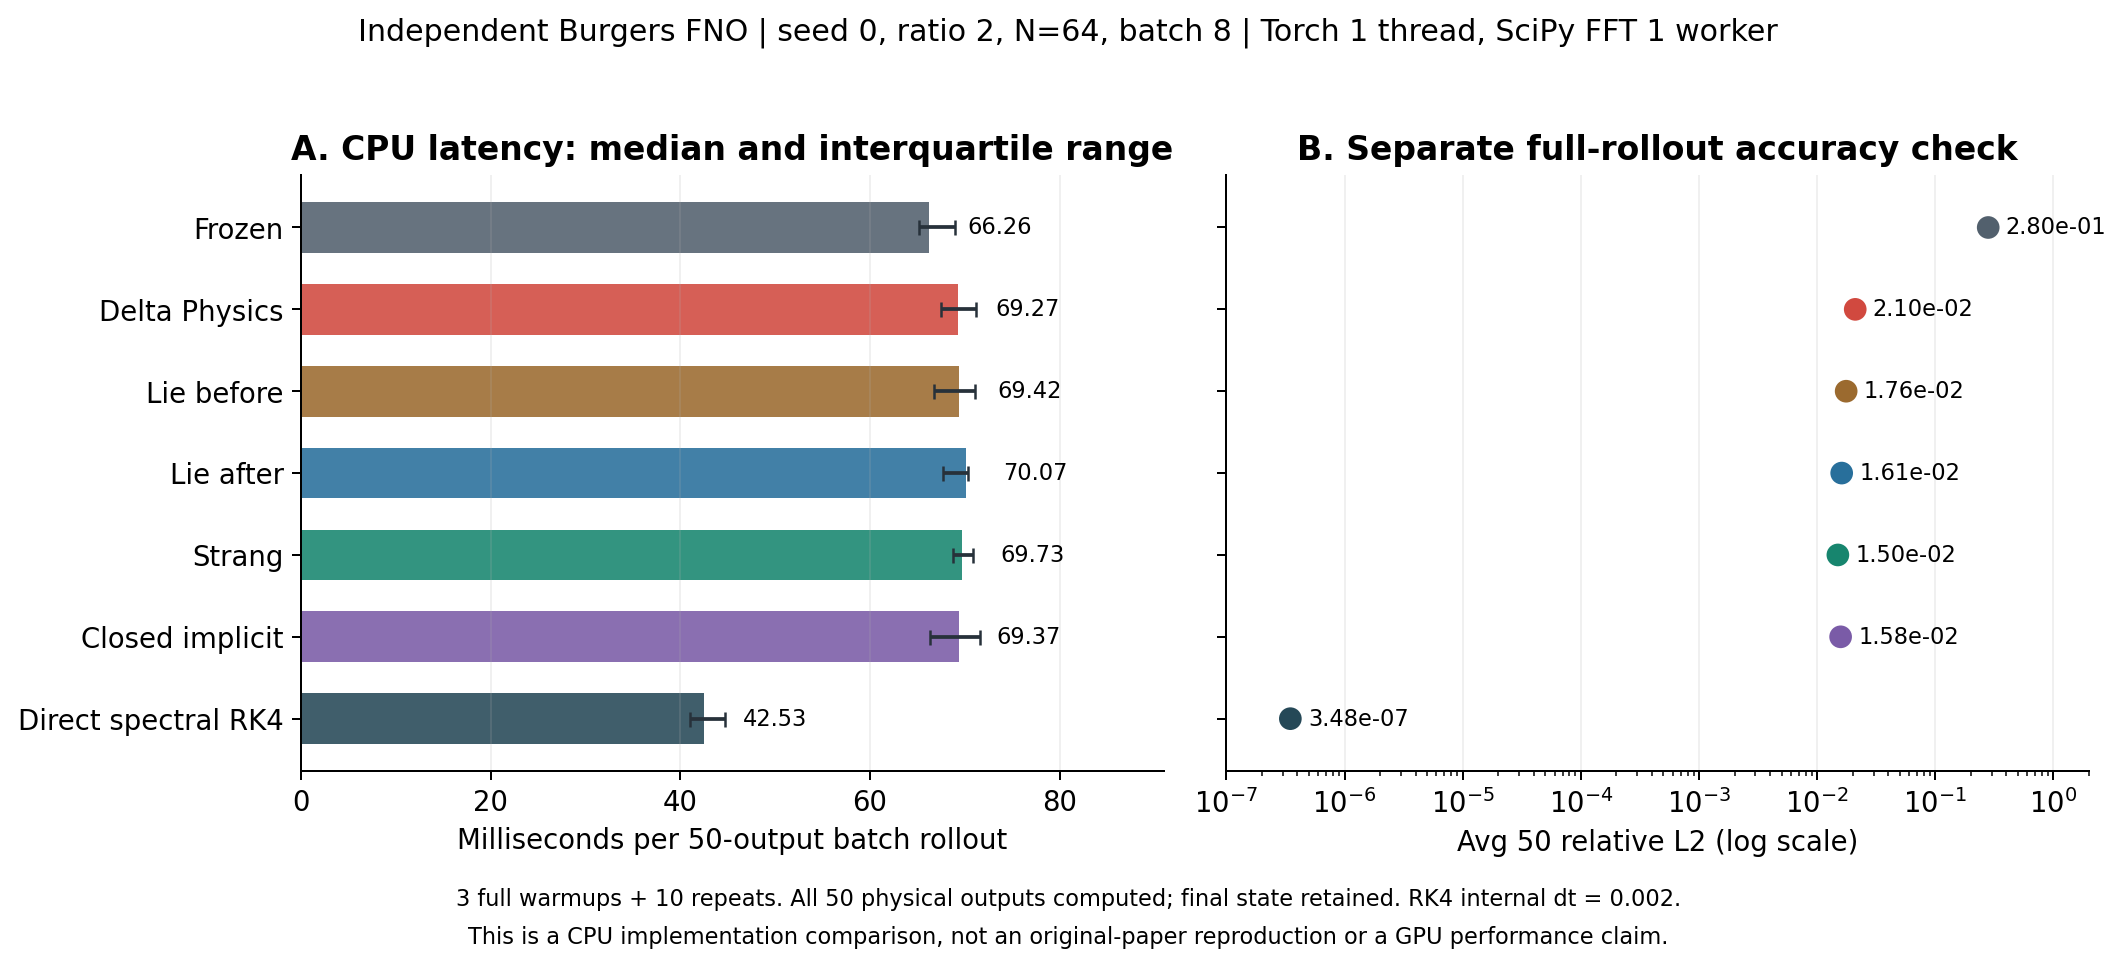 Independent Burgers FNO | seed 0, ratio 2, N=64, batch 8 | Torch 1 thread, SciPy FFT 1 worker
A. CPU latency: median and interquartile range
Frozen
66.26
Delta Physics
69.27
Lie before
69.42
Lie after
70.07
Strang
69.73
Closed implicit
69.37
Direct spectral RK4
42.53
0 20 40 60 80
Milliseconds per 50-output batch rollout
B. Separate full-rollout accuracy check
2.80e-01
2.10e-02
1.76e-02
1.61e-02
1.50e-02
1.58e-02
3.48e-07
10⁻⁷ 10⁻⁶ 10⁻⁵ 10⁻⁴ 10⁻³ 10⁻² 10⁻¹ 10⁰
Avg 50 relative L2 (log scale)
3 full warmups + 10 repeats. All 50 physical outputs computed; final state retained. RK4 internal dt = 0.002.
This is a CPU implementation comparison, not an original-paper reproduction or a GPU performance claim.